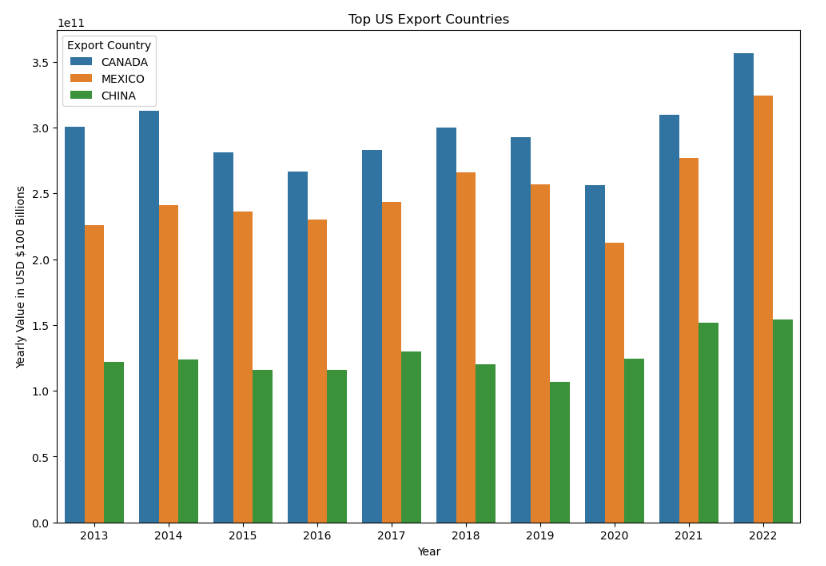 Top US Export Countries
1e11
Export Country
CANADA
MEXICO
CHINA
Yearly Value in USD $100 Billions
3.5
3.0
2.5
2.0
1.5
1.0
0.5
0.0
2013 2014 2015 2016 2017 2018 2019 2020 2021 2022
Year